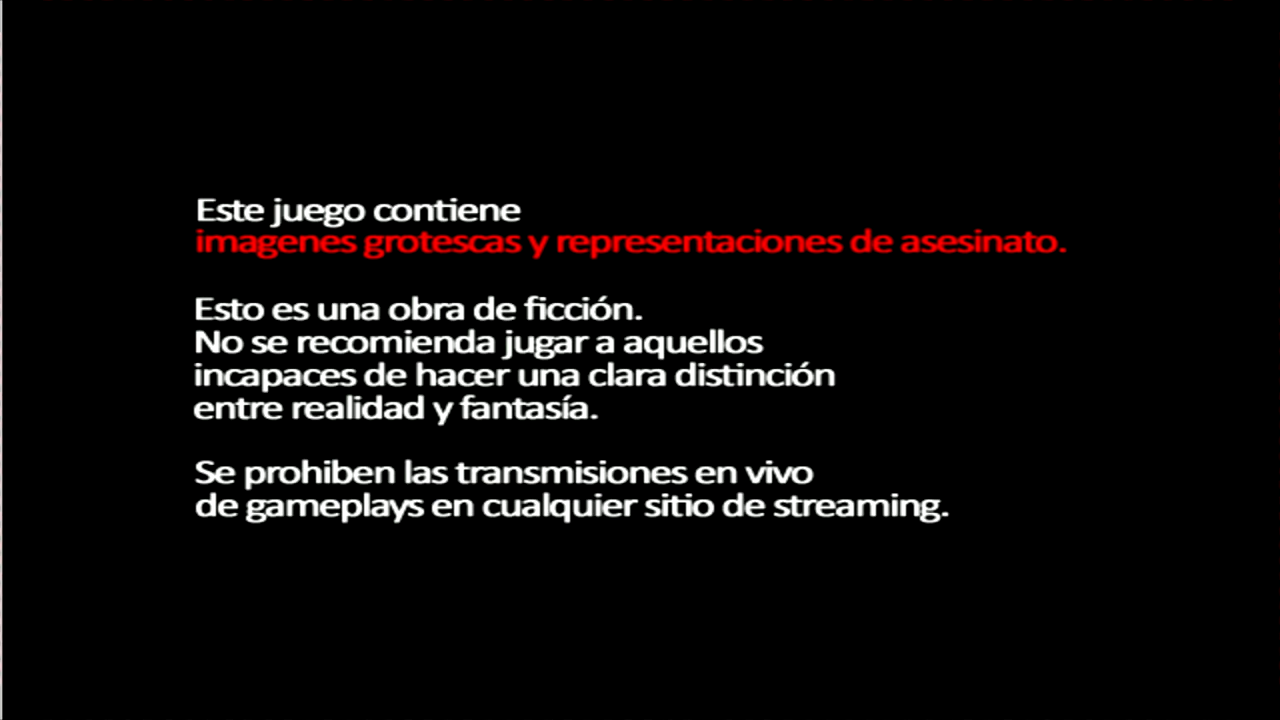 Este juego contiene
imagenes grotescas y representaciones de asesinato.
Esto es una obra de ficción.
No se recomienda jugar a aquellos
incapaces de hacer una clara distinción
entre realidad y fantasía.
Se prohiben las transmisiones en vivo
de gameplays en cualquier sitio de streaming.